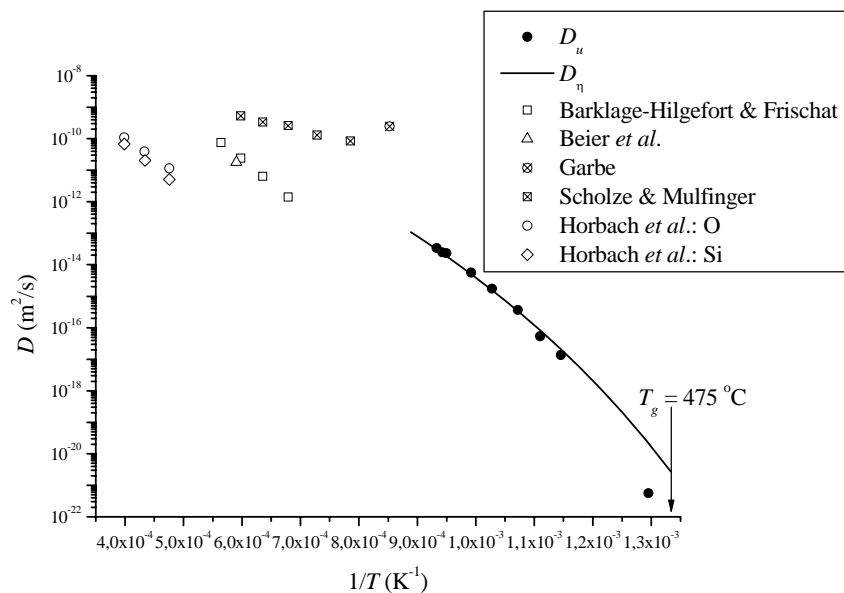 D_u
D_η
Barklage-Hilgefort & Frischat
Beier et al.
Garbe
Scholze & Mulfinger
Horbach et al.: O
Horbach et al.: Si
10^-8
10^-10
10^-12
10^-14
10^-16
10^-18
10^-20
10^-22
D (m^2/s)
T_g = 475 °C
4,0x10^-4 5,0x10^-4 6,0x10^-4 7,0x10^-4 8,0x10^-4 9,0x10^-4 1,0x10^-3 1,1x10^-3 1,2x10^-3 1,3x10^-3
1/T (K^-1)